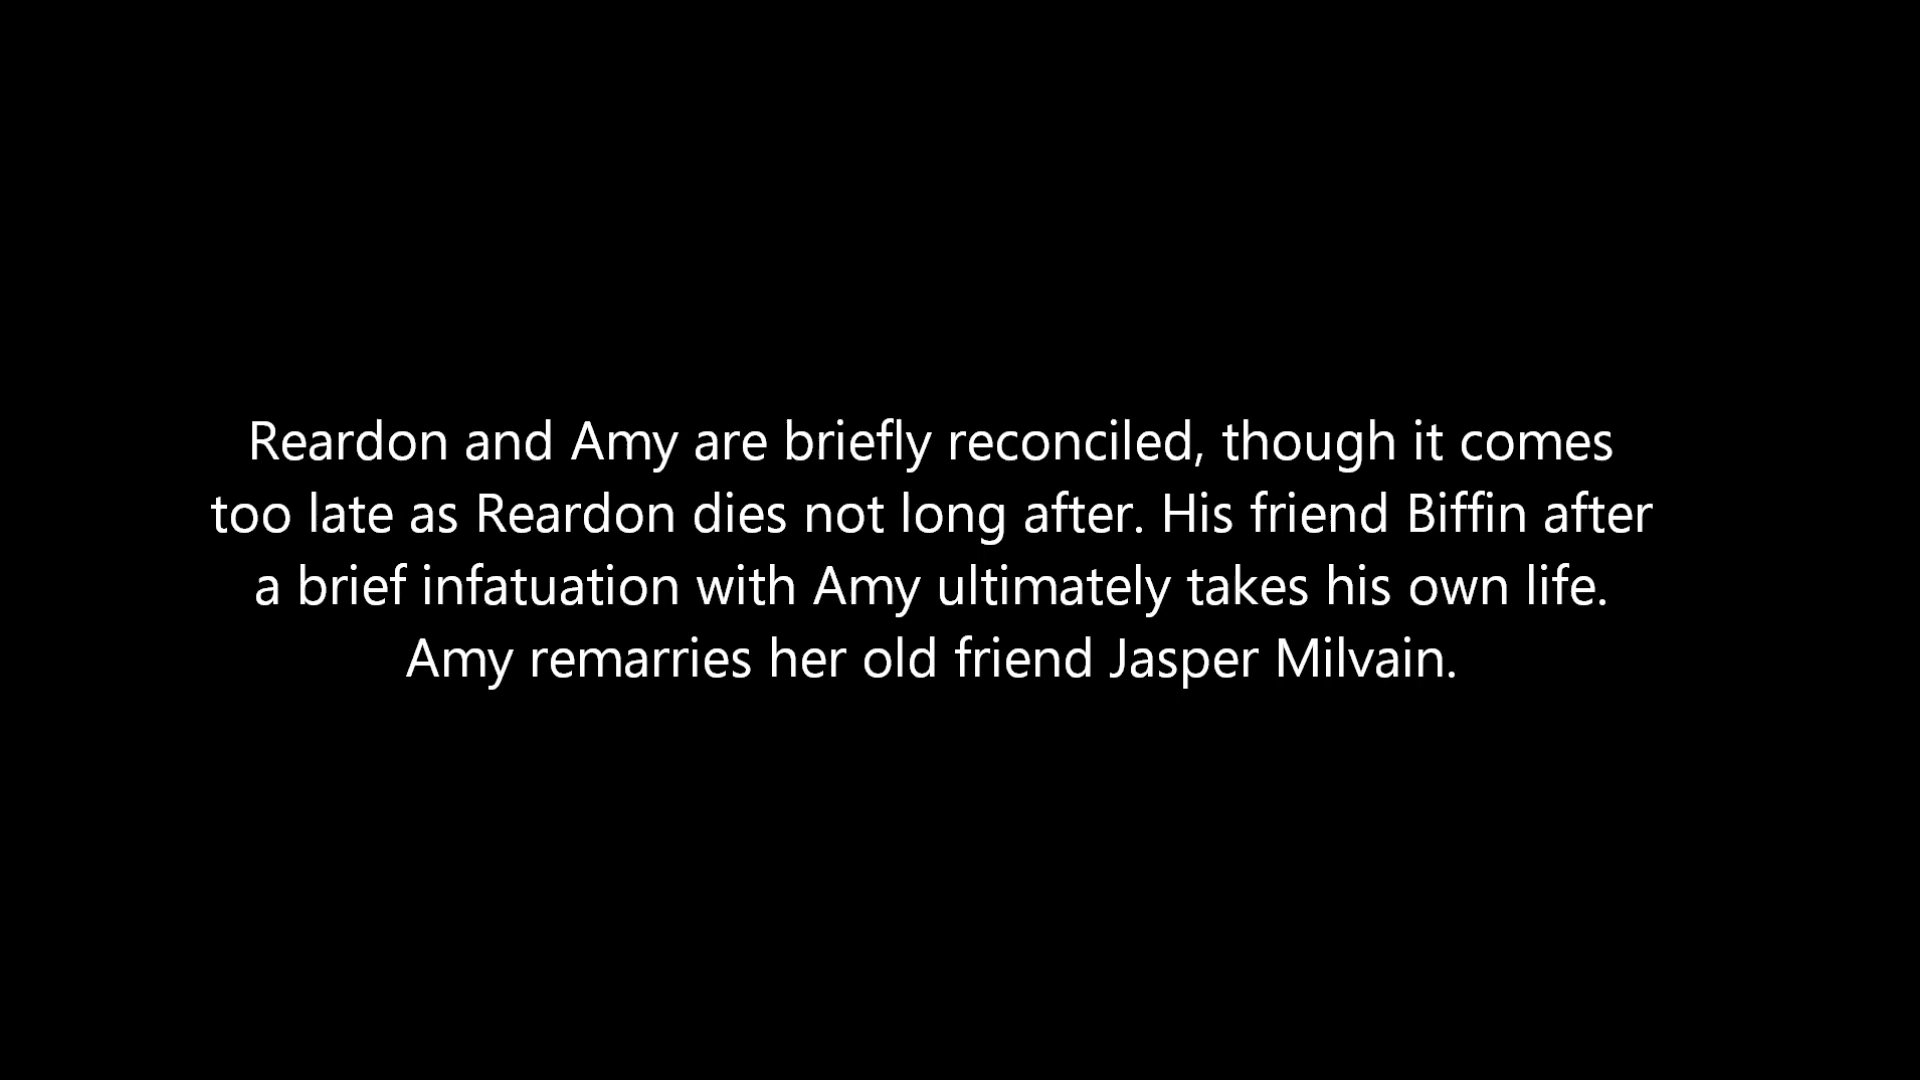 Reardon and Amy are briefly reconciled, though it comes
too late as Reardon dies not long after. His friend Biffin after
a brief infatuation with Amy ultimately takes his own life.
Amy remarries her old friend Jasper Milvain.